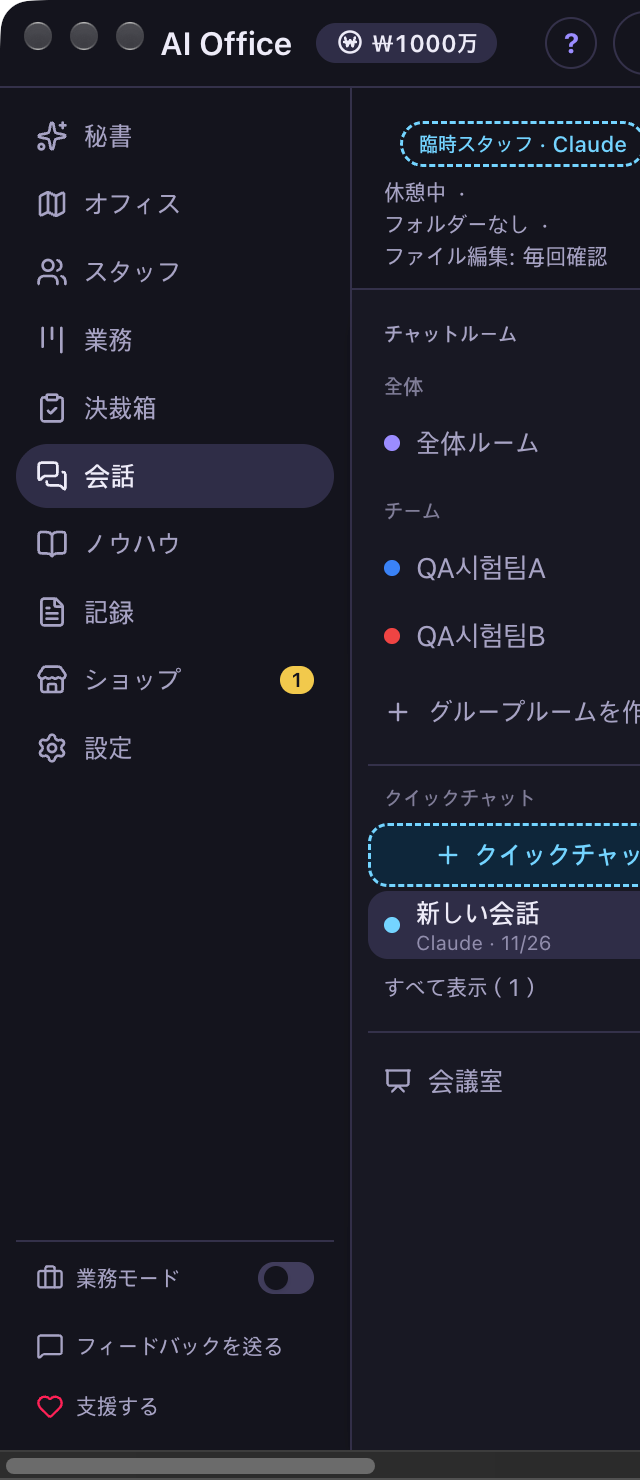 AI Office
₩1000万
?
秘書
オフィス
スタッフ
業務
決裁箱
会話
ノウハウ
記録
ショップ
1
設定
業務モード
フィードバックを送る
支援する
臨時スタッフ · Claude
休憩中 ·
フォルダーなし ·
ファイル編集: 毎回確認
チャットルーム
全体
全体ルーム
チーム
QA시험팀A
QA시험팀B
+ グループルームを作
クイックチャット
+ クイックチャッ
新しい会話
Claude · 11/26
すべて表示 ( 1 )
会議室